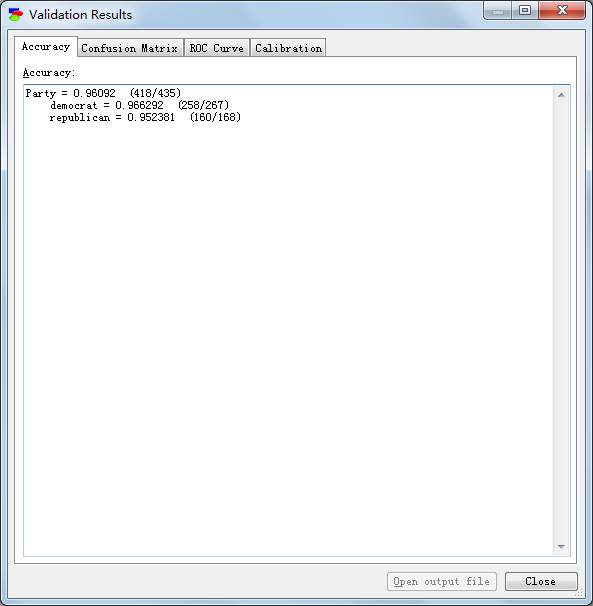 Validation Results
Accuracy Confusion Matrix ROC Curve Calibration
Accuracy:
Party = 0.96092 (418/435)
democrat = 0.966292 (258/267)
republican = 0.952381 (160/168)
Open output file Close